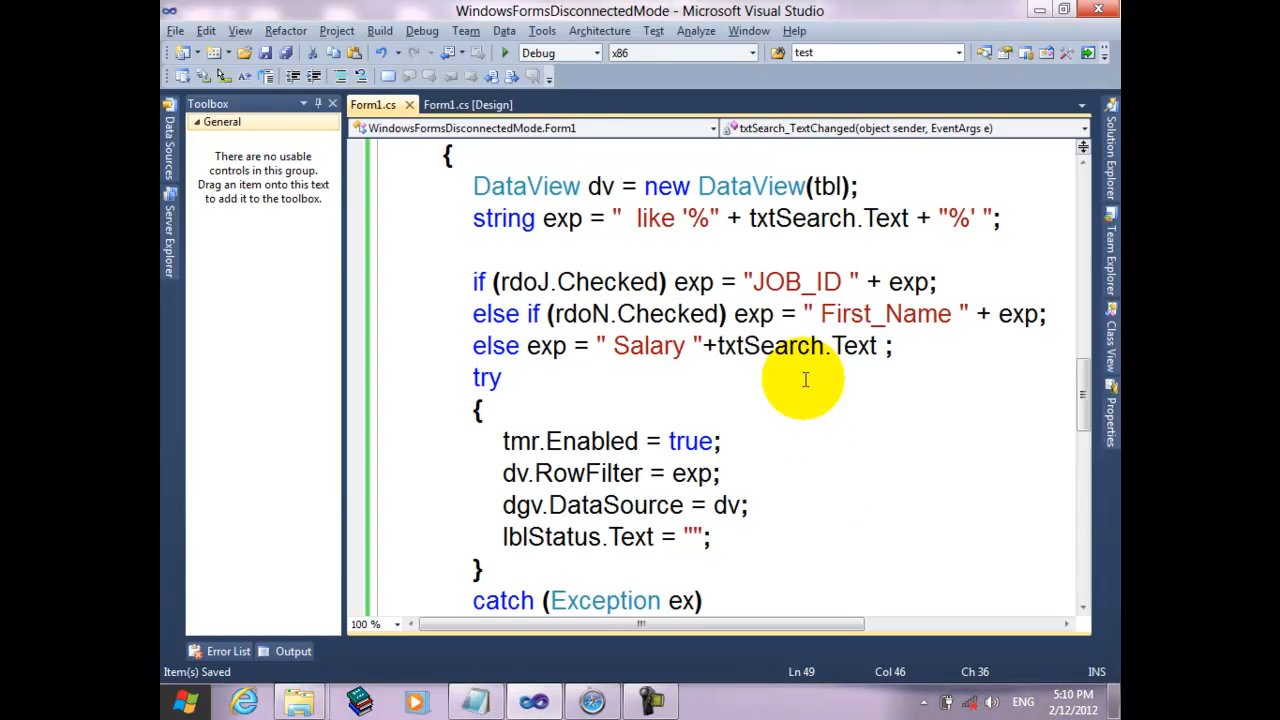 WindowsFormsDisconnectedMode - Microsoft Visual Studio
File Edit View Refactor Project Build Debug Team Data Tools Architecture Test Analyze Window Help
Debug x86 test
Toolbox
General
There are no usable
controls in this group.
Drag an item onto this text
to add it to the toolbox.
Data Sources
Server Explorer
Form1.cs Form1.cs [Design]
WindowsFormsDisconnectedMode.Form1 txtSearch_TextChanged(object sender, EventArgs e)
{
DataView dv = new DataView(tbl);
string exp = "  like '%" + txtSearch.Text + "%' ";
if (rdoJ.Checked) exp = "JOB_ID " + exp;
else if (rdoN.Checked) exp = " First_Name " + exp;
else exp = " Salary "+txtSearch.Text ;
try
{
tmr.Enabled = true;
dv.RowFilter = exp;
dgv.DataSource = dv;
lblStatus.Text = "";
}
catch (Exception ex)
100 %
Solution Explorer
Team Explorer
Class View
Properties
Error List Output
Item(s) Saved Ln 49 Col 46 Ch 36 INS
ENG
5:10 PM
2/12/2012